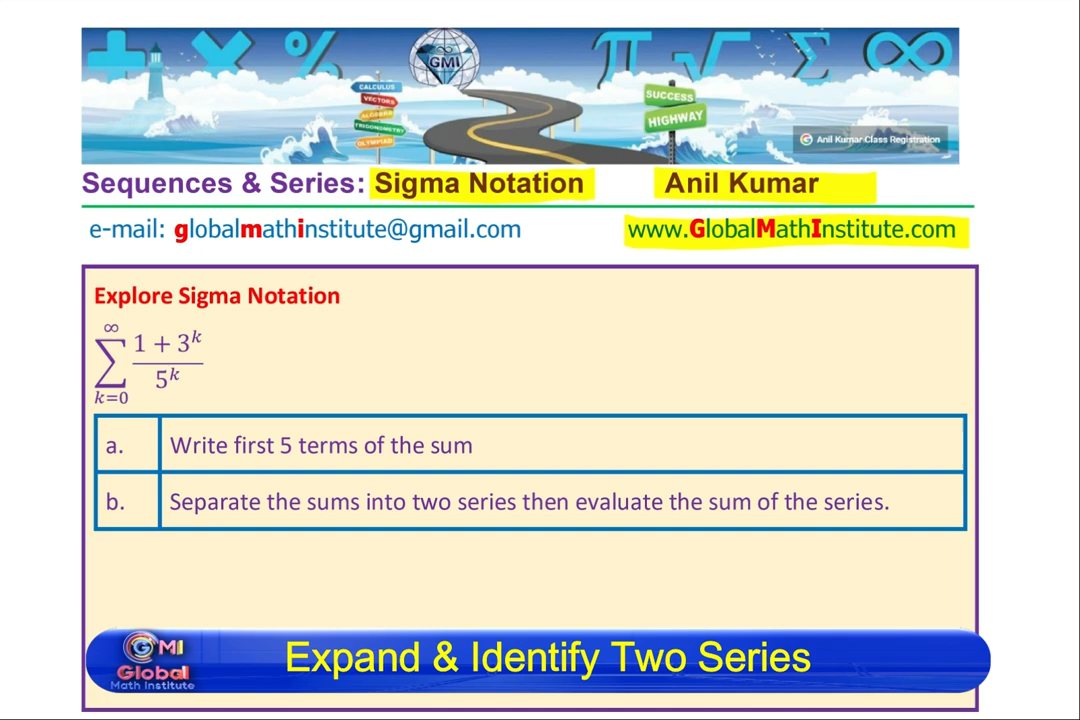 GMI
CALCULUS
VECTORS
ALGEBRA
TRIGONOMETRY
OLYMPIAD
SUCCESS
HIGHWAY
Anil Kumar Class Registration
Sequences & Series: Sigma Notation Anil Kumar
e-mail: globalmathinstitute@gmail.com www.GlobalMathInstitute.com
Explore Sigma Notation
∞
∑ (1 + 3^k)/(5^k)
k=0
a. Write first 5 terms of the sum
b. Separate the sums into two series then evaluate the sum of the series.
GMI
Global
Math Institute
Expand & Identify Two Series